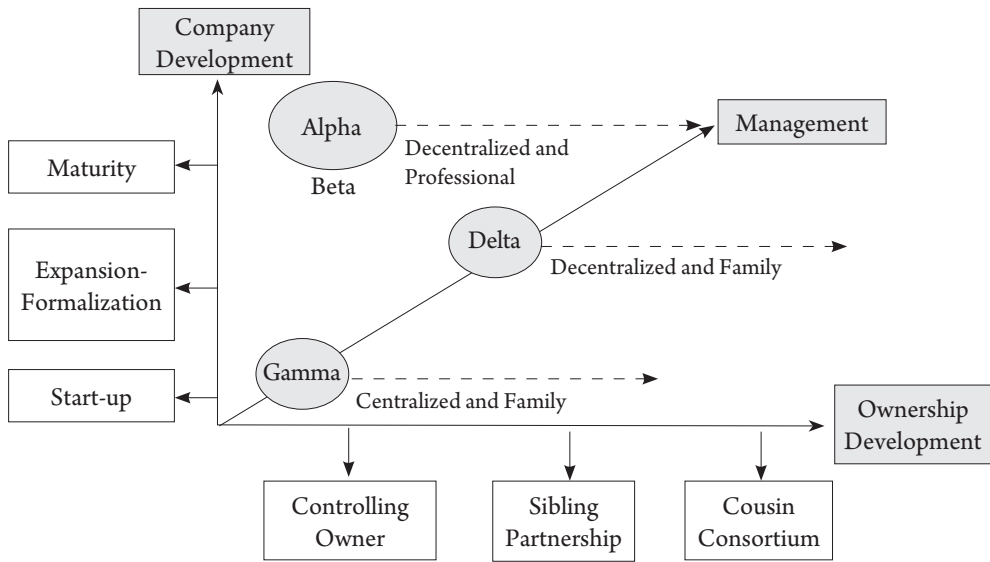 Company
Development
Alpha
Management
Decentralized and
Professional
Maturity
Beta
Delta
Decentralized and Family
Expansion-
Formalization
Gamma
Start-up
Centralized and Family
Ownership
Development
Controlling
Owner
Sibling
Partnership
Cousin
Consortium